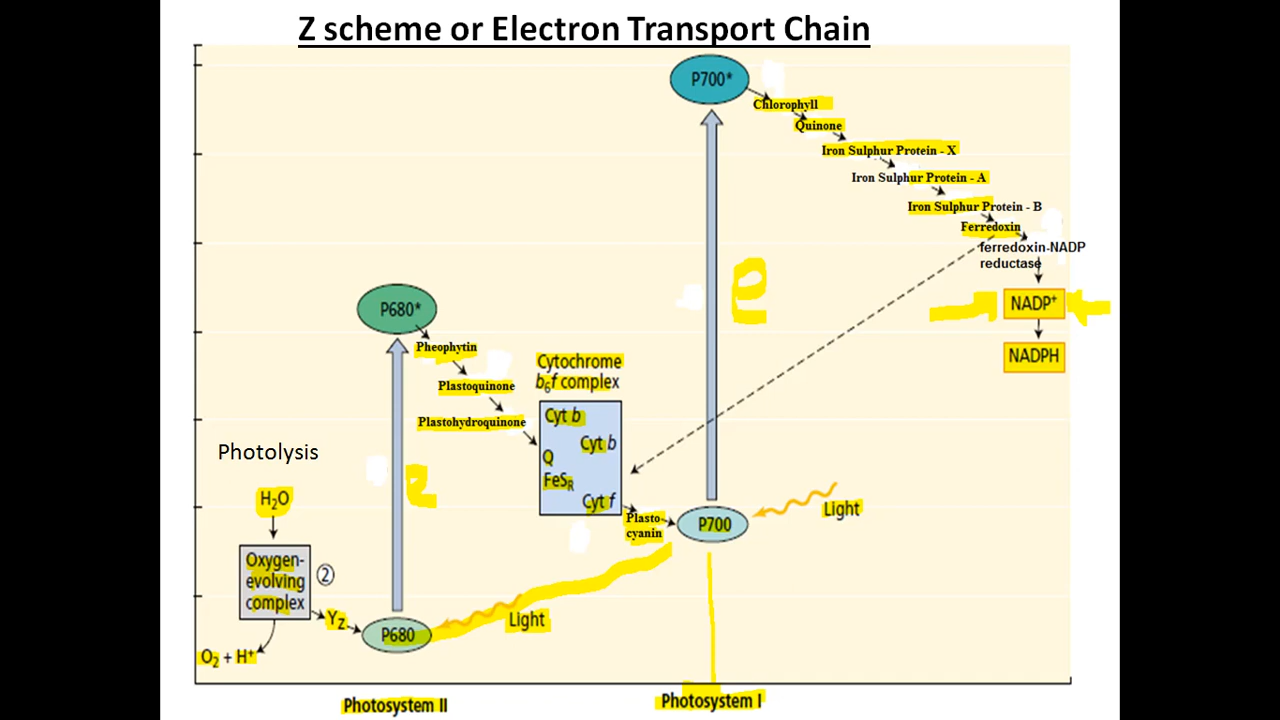 Z scheme or Electron Transport Chain
P700*
Chlorophyll
Quinone
Iron Sulphur Protein - X
Iron Sulphur Protein - A
Iron Sulphur Protein - B
Ferredoxin
ferredoxin-NADP
reductase
NADP⁺
NADPH
e
P680*
Pheophytin
Plastoquinone
Plastohydroquinone
Cytochrome
b₆f complex
Cyt b
Cyt b
Q
FeS_R
Cyt f
Plasto
cyanin
P700
Light
Photolysis
e
H₂O
Oxygen-
evolving
complex
②
Y_Z
P680
Light
O₂ + H⁺
Photosystem II
Photosystem I